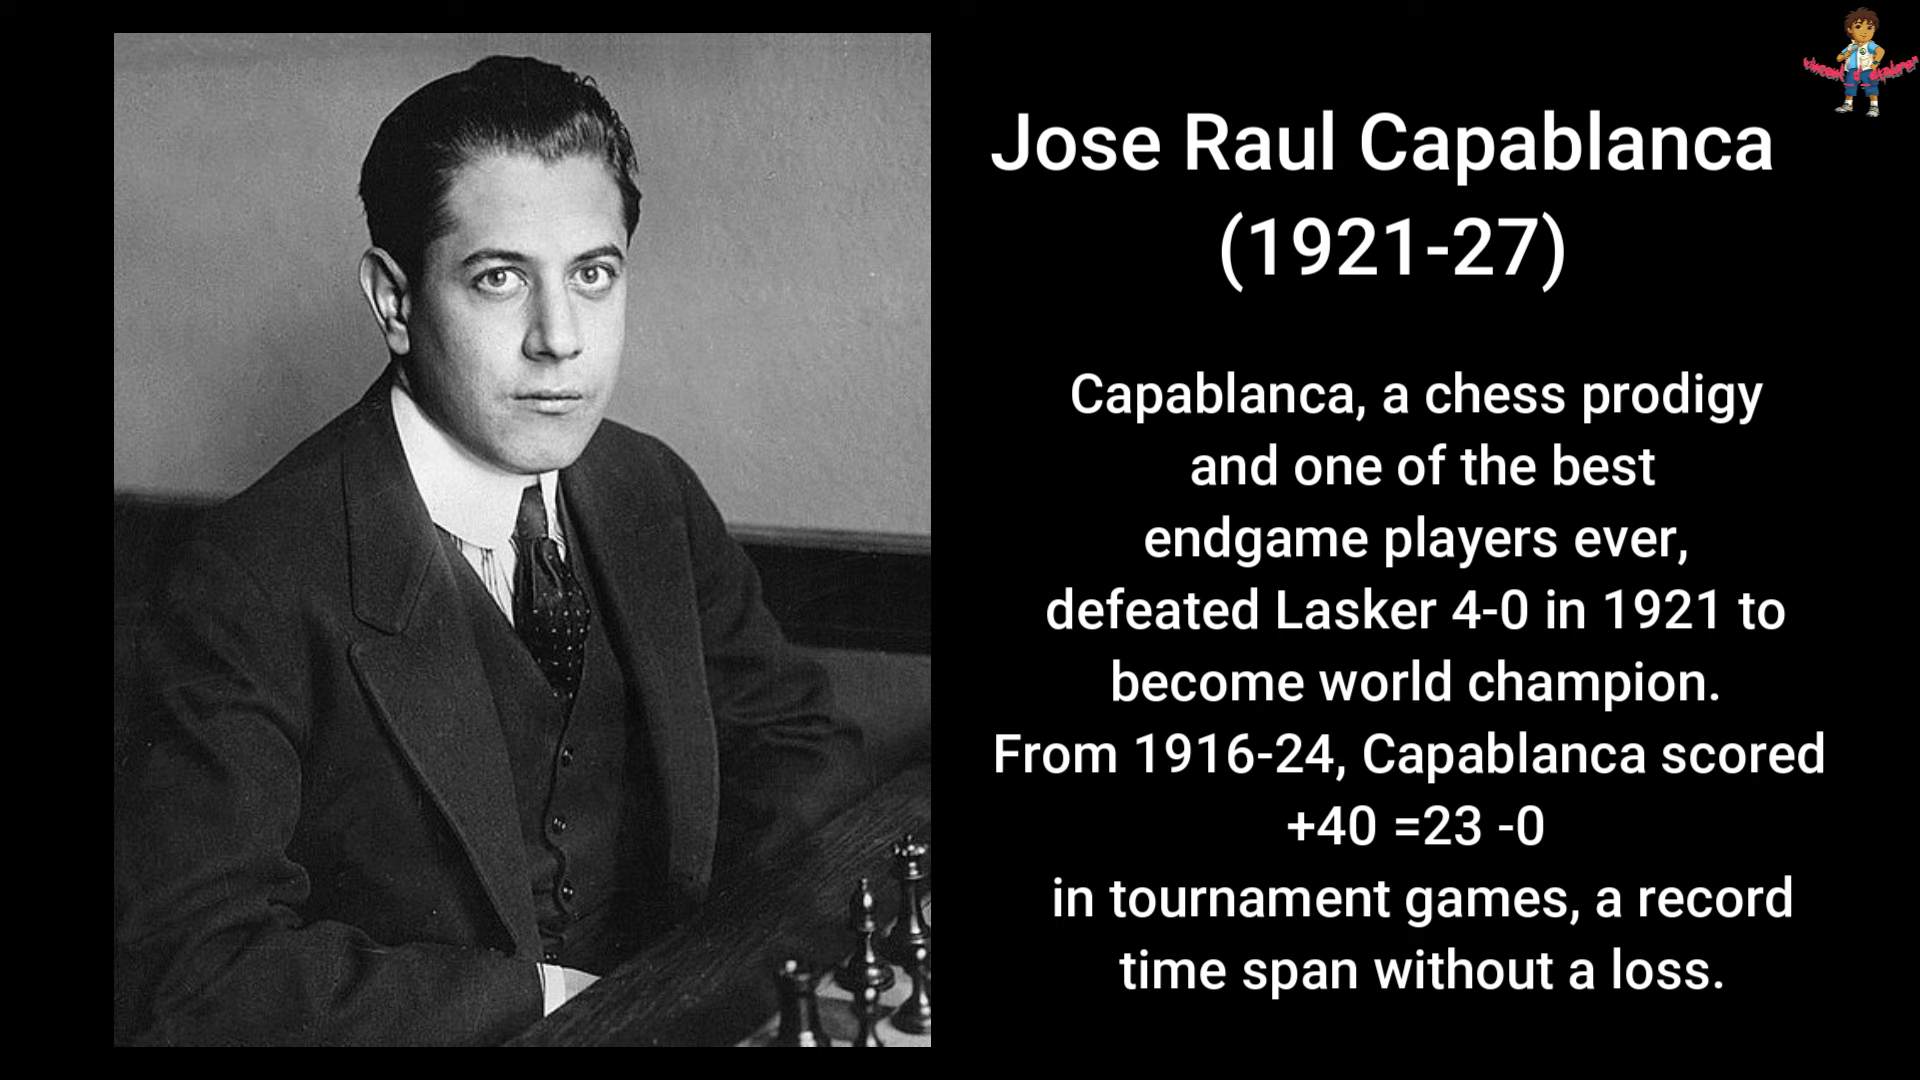 Jose Raul Capablanca
(1921-27)
Capablanca, a chess prodigy
and one of the best
endgame players ever,
defeated Lasker 4-0 in 1921 to
become world champion.
From 1916-24, Capablanca scored
+40 =23 -0
in tournament games, a record
time span without a loss.